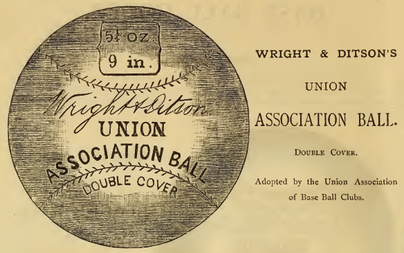 5¼ oz.
9 in.
Wright & Ditson
UNION
ASSOCIATION BALL
DOUBLE COVER
WRIGHT & DITSON'S
UNION
ASSOCIATION BALL.
DOUBLE COVER.
Adopted by the Union Association
of Base Ball Clubs.